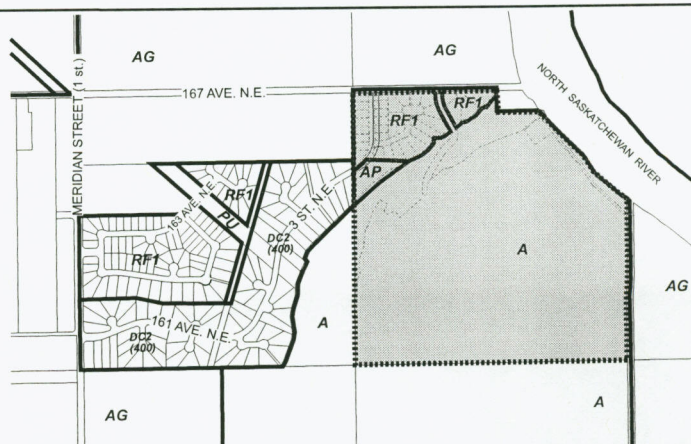 AG
AG
MERIDIAN STREET (1 st.)
167 AVE. N.E.
NORTH SASKATCHEWAN RIVER
RF1
RF1
AP
RF1
163 AVE. N.E.
PU
3 ST. N.E.
DC2
(400)
RF1
A
AG
161 AVE. N.E.
DC2
(400)
A
AG
A